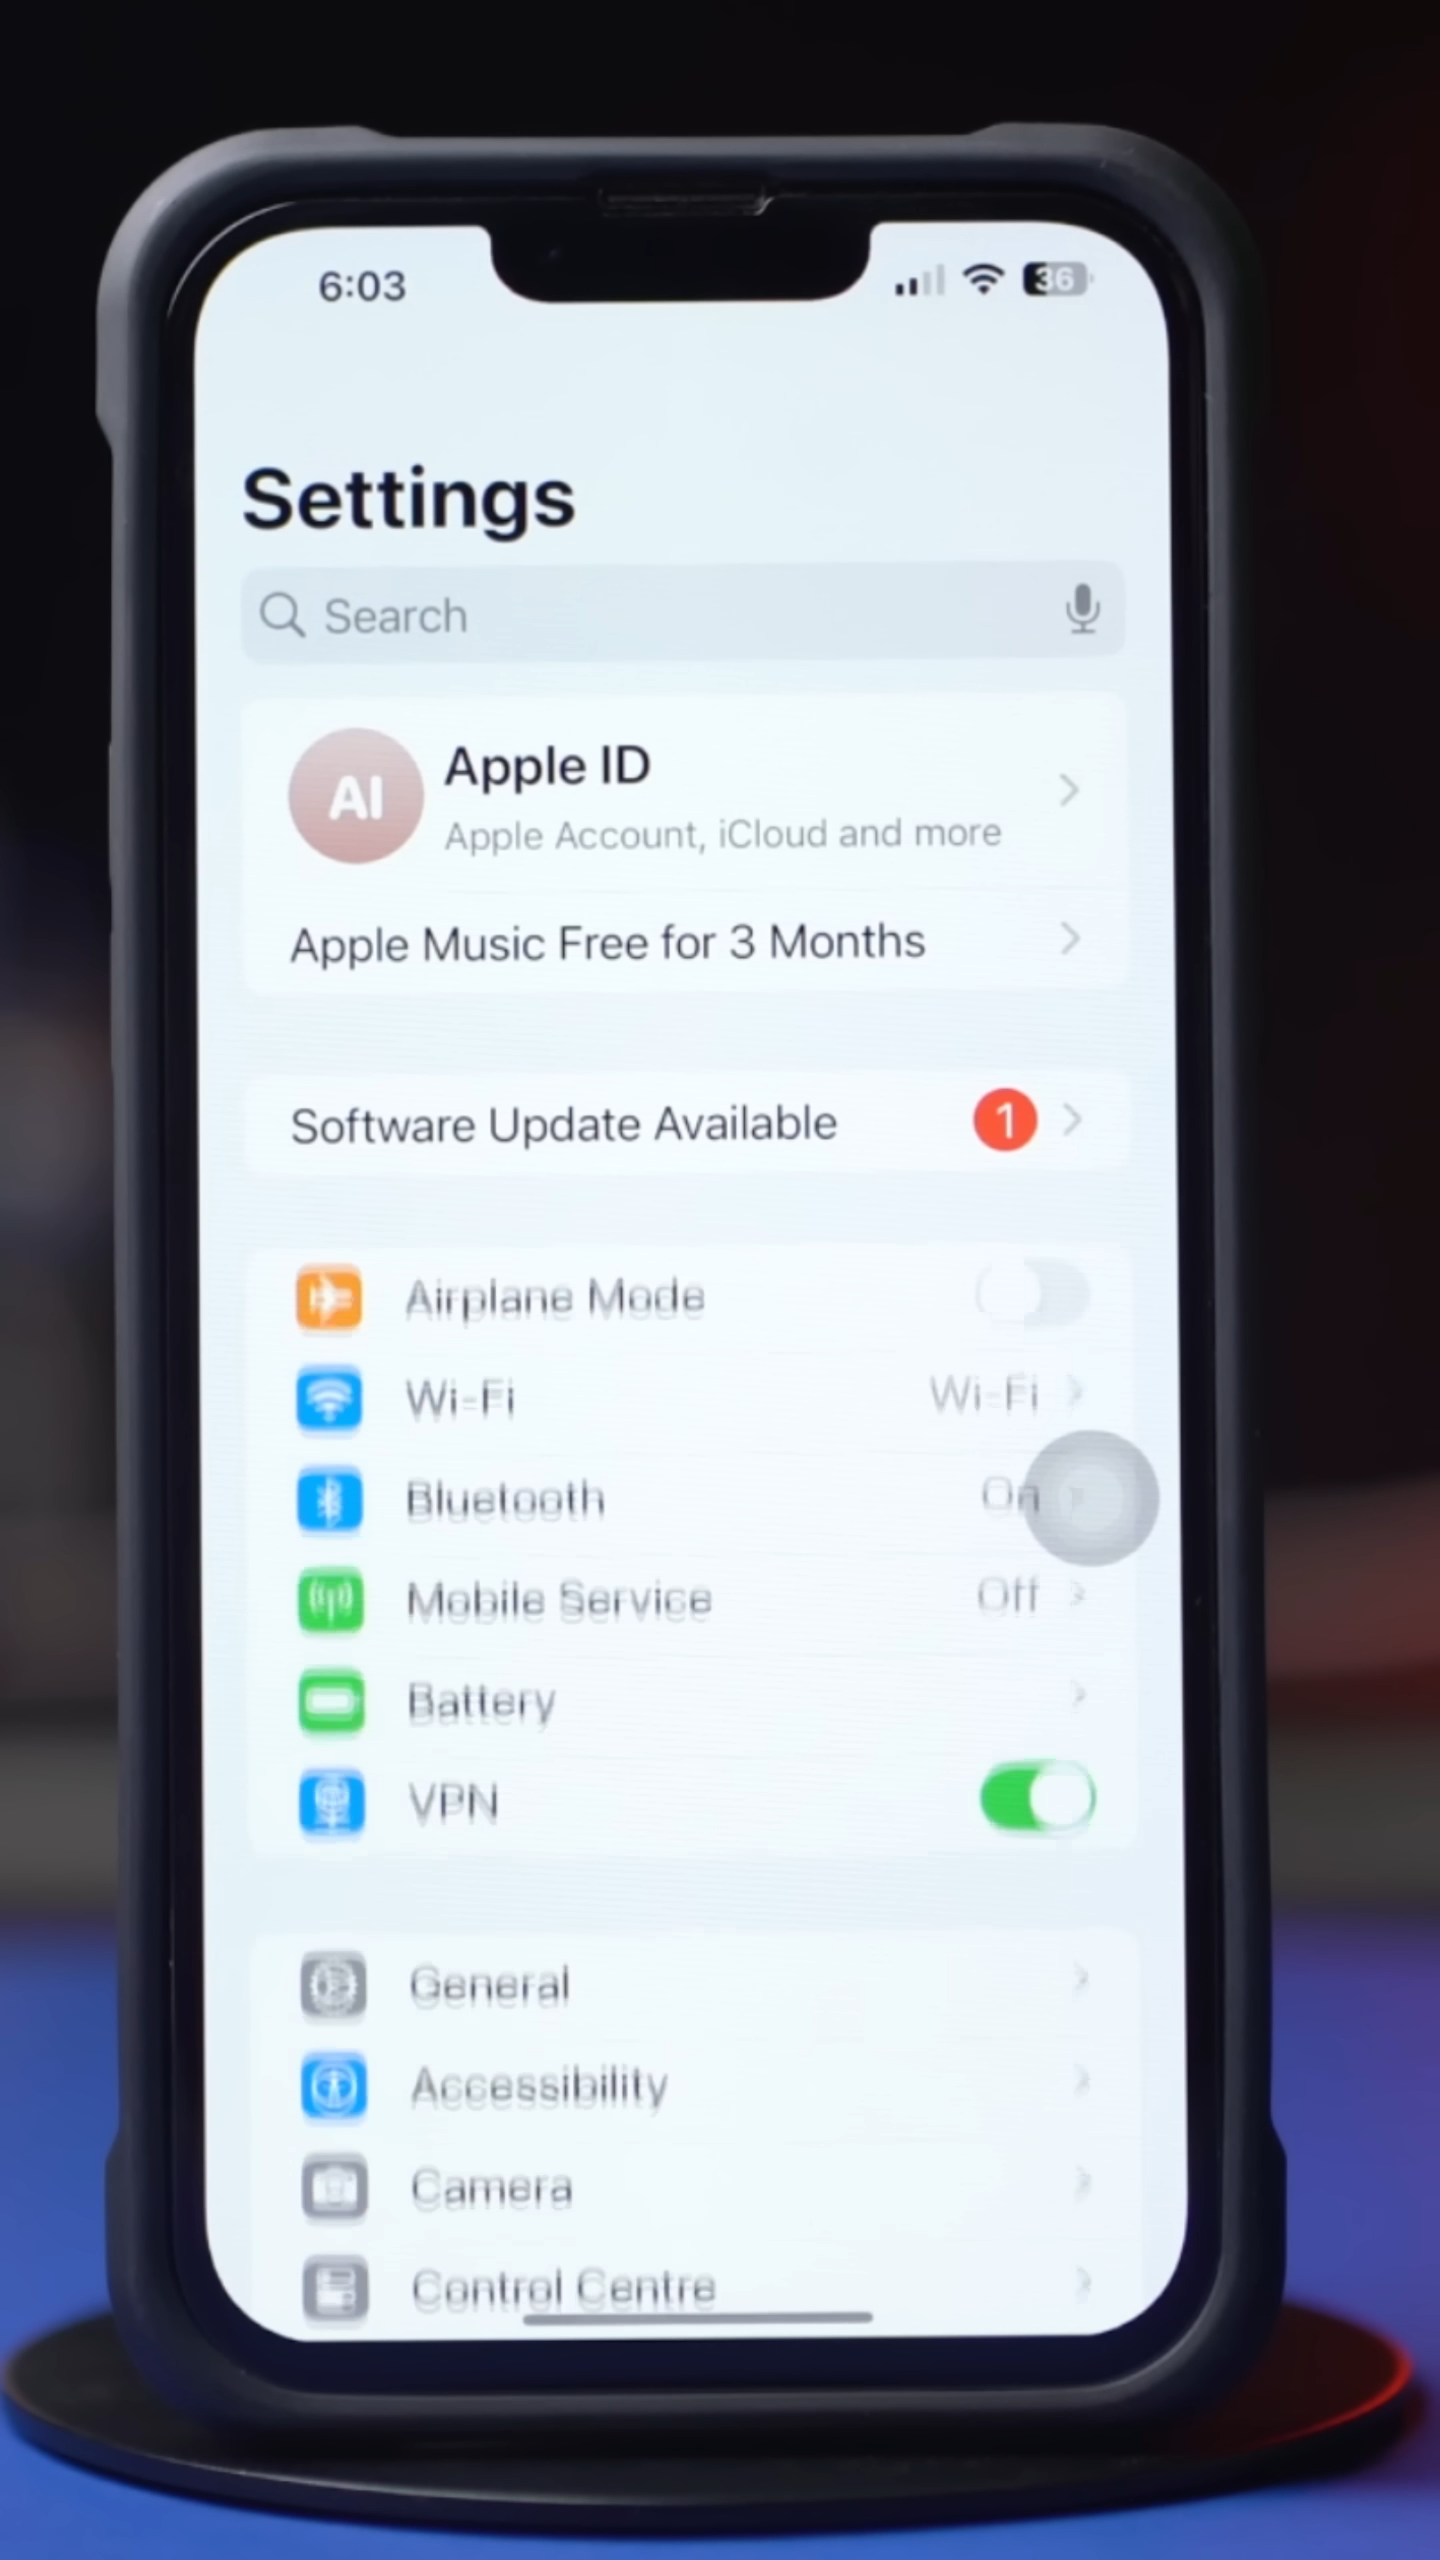 6:03
36
Settings
Search
AI
Apple ID
Apple Account, iCloud and more
Apple Music Free for 3 Months
Software Update Available 1
Airplane Mode
Wi-Fi Wi-Fi
Bluetooth On
Mobile Service Off
Battery
VPN
General
Accessibility
Camera
Control Centre